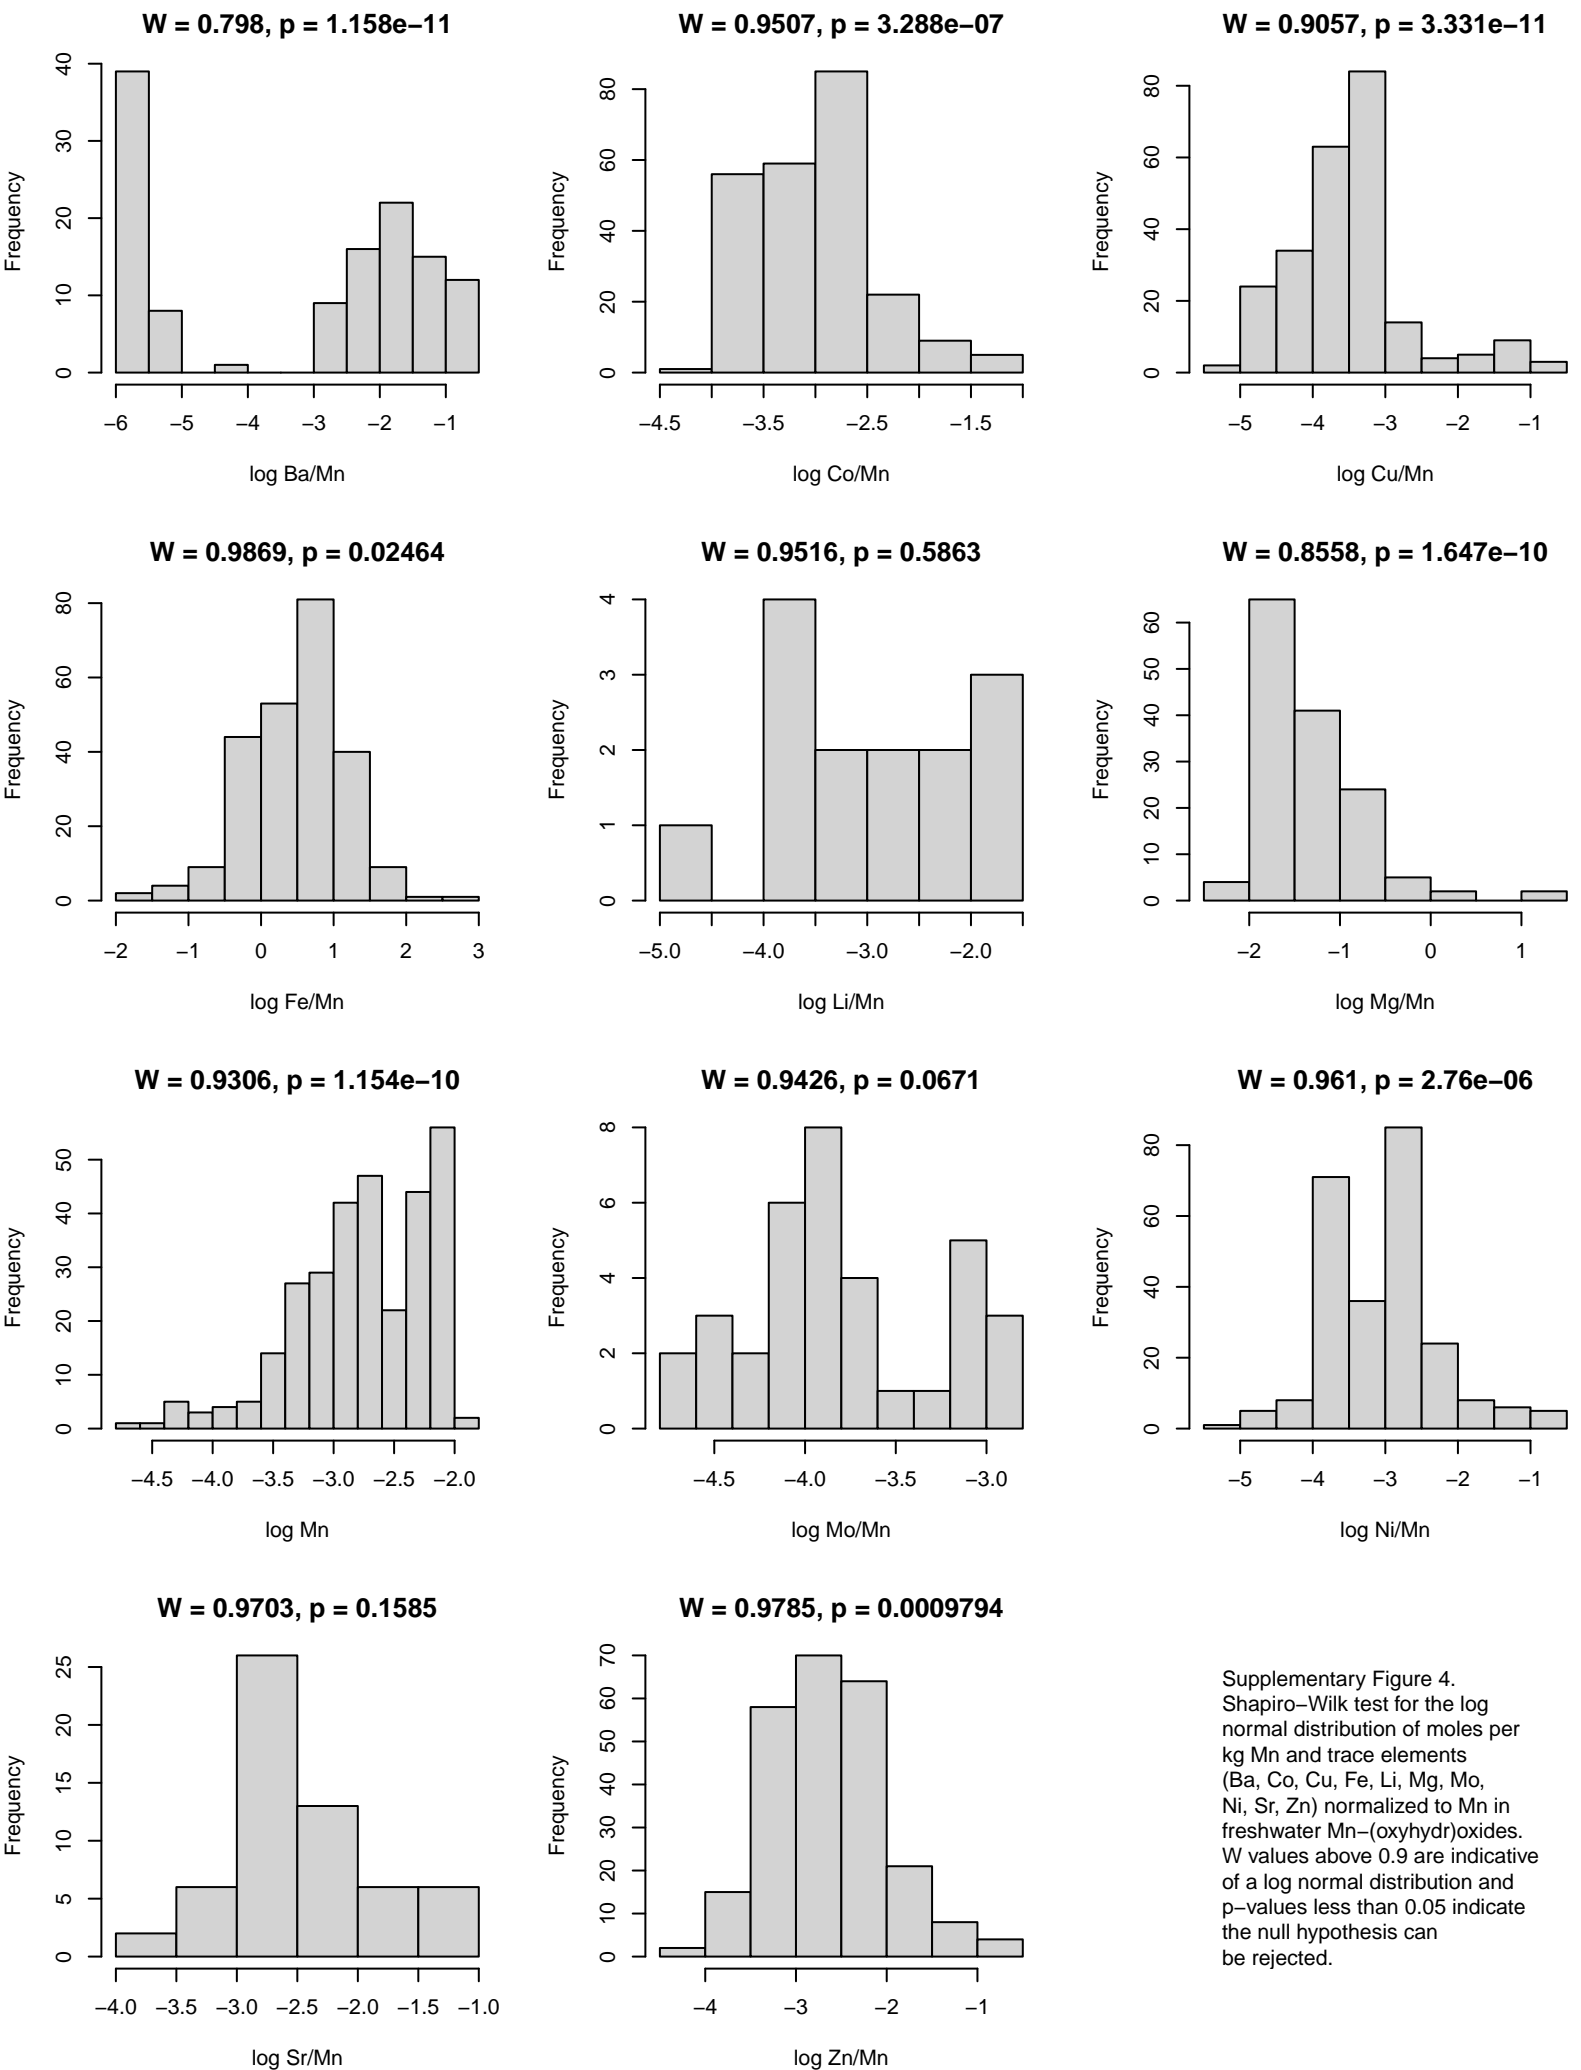 W = 0.798, p = 1.158e−11
Frequency
0 10 20 30 40
−6 −5 −4 −3 −2 −1
log Ba/Mn
W = 0.9507, p = 3.288e−07
Frequency
0 20 40 60 80
−4.5 −3.5 −2.5 −1.5
log Co/Mn
W = 0.9057, p = 3.331e−11
Frequency
0 20 40 60 80
−5 −4 −3 −2 −1
log Cu/Mn
W = 0.9869, p = 0.02464
Frequency
0 20 40 60 80
−2 −1 0 1 2 3
log Fe/Mn
W = 0.9516, p = 0.5863
Frequency
0 1 2 3 4
−5.0 −4.0 −3.0 −2.0
log Li/Mn
W = 0.8558, p = 1.647e−10
Frequency
0 10 20 30 40 50 60
−2 −1 0 1
log Mg/Mn
W = 0.9306, p = 1.154e−10
Frequency
0 10 20 30 40 50
−4.5 −4.0 −3.5 −3.0 −2.5 −2.0
log Mn
W = 0.9426, p = 0.0671
Frequency
0 2 4 6 8
−4.5 −4.0 −3.5 −3.0
log Mo/Mn
W = 0.961, p = 2.76e−06
Frequency
0 20 40 60 80
−5 −4 −3 −2 −1
log Ni/Mn
W = 0.9703, p = 0.1585
Frequency
0 5 10 15 20 25
−4.0 −3.5 −3.0 −2.5 −2.0 −1.5 −1.0
log Sr/Mn
W = 0.9785, p = 0.0009794
Frequency
0 10 20 30 40 50 60 70
−4 −3 −2 −1
log Zn/Mn
Supplementary Figure 4.
Shapiro−Wilk test for the log
normal distribution of moles per
kg Mn and trace elements
(Ba, Co, Cu, Fe, Li, Mg, Mo,
Ni, Sr, Zn) normalized to Mn in
freshwater Mn−(oxyhydr)oxides.
W values above 0.9 are indicative
of a log normal distribution and
p−values less than 0.05 indicate
the null hypothesis can
be rejected.